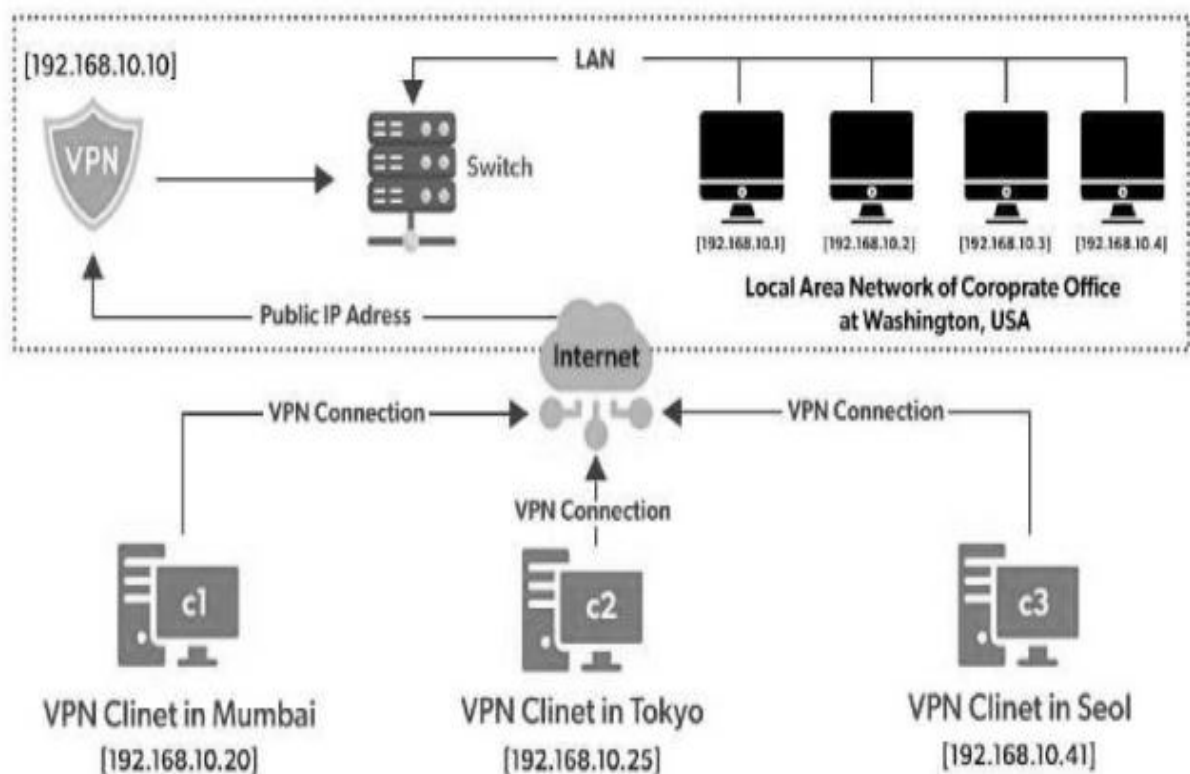 [192.168.10.10]
LAN
VPN
Switch
[192.168.10.1]
[192.168.10.2]
[192.168.10.3]
[192.168.10.4]
Local Area Network of Coroprate Office
at Washington, USA
Public IP Adress
Internet
VPN Connection
VPN Connection
VPN Connection
c1
c2
c3
VPN Clinet in Mumbai
[192.168.10.20]
VPN Clinet in Tokyo
[192.168.10.25]
VPN Clinet in Seol
[192.168.10.41]